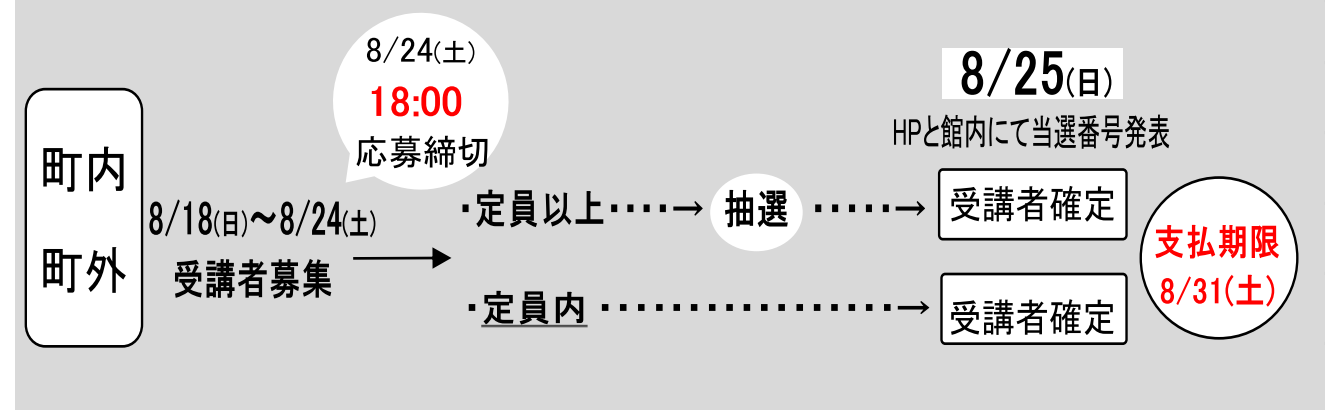 町内
町外
8/18(日)～8/24(土)
受講者募集
8/24(土)
18:00
応募締切
・定員以上‥‥→
抽選
‥‥‥→
8/25(日)
HPと館内にて当選番号発表
受講者確定
・定員内‥‥‥‥‥‥‥‥→
受講者確定
支払期限
8/31(土)